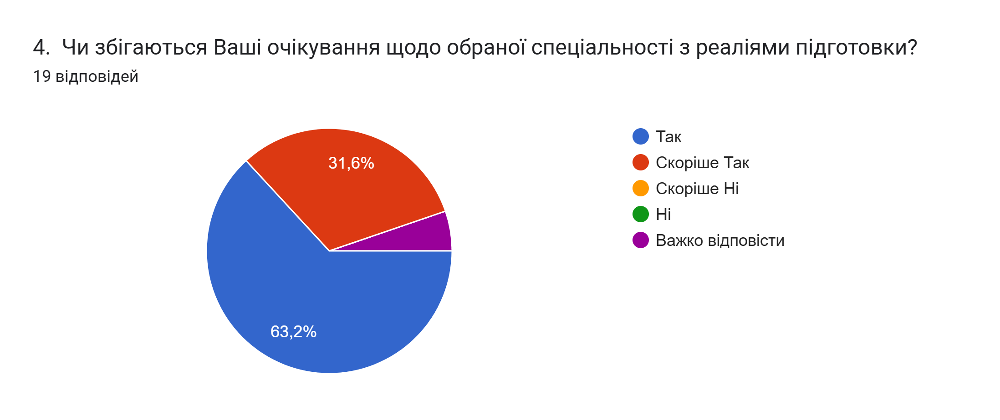 4. Чи збігаються Ваші очікування щодо обраної спеціальності з реаліями підготовки?
19 відповідей
31,6%
63,2%
Так
Скоріше Так
Скоріше Ні
Ні
Важко відповісти